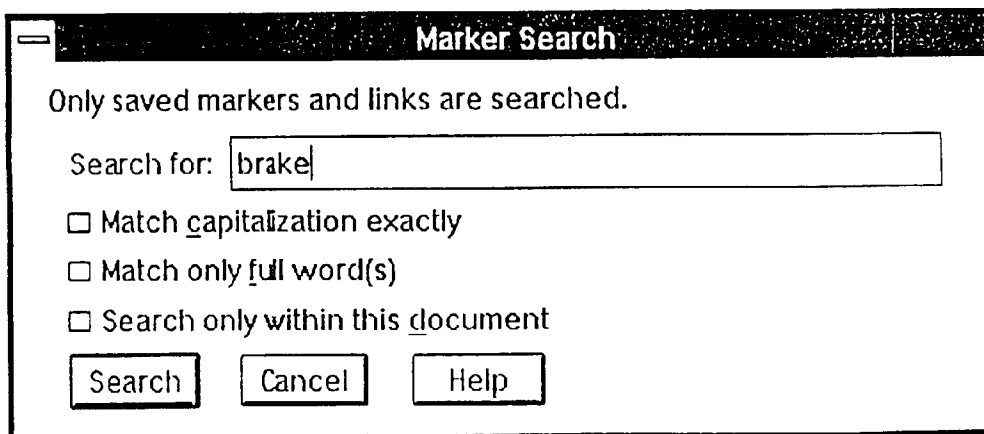 Marker Search
Only saved markers and links are searched.
Search for: brake
Match capitalization exactly
Match only full word(s)
Search only within this document
Search Cancel Help